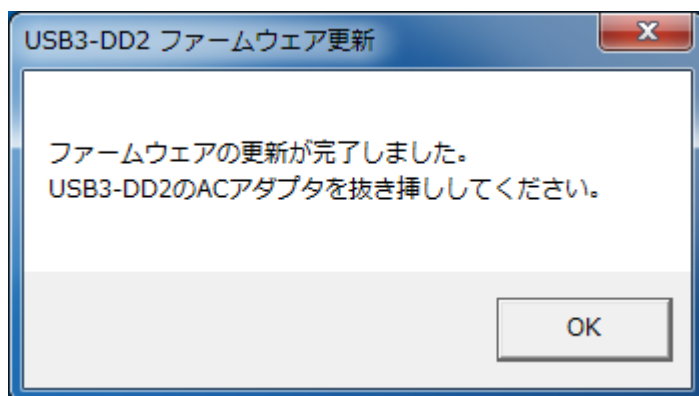 USB3-DD2 ファームウェア更新
ファームウェアの更新が完了しました。
USB3-DD2のACアダプタを抜き挿ししてください。
OK